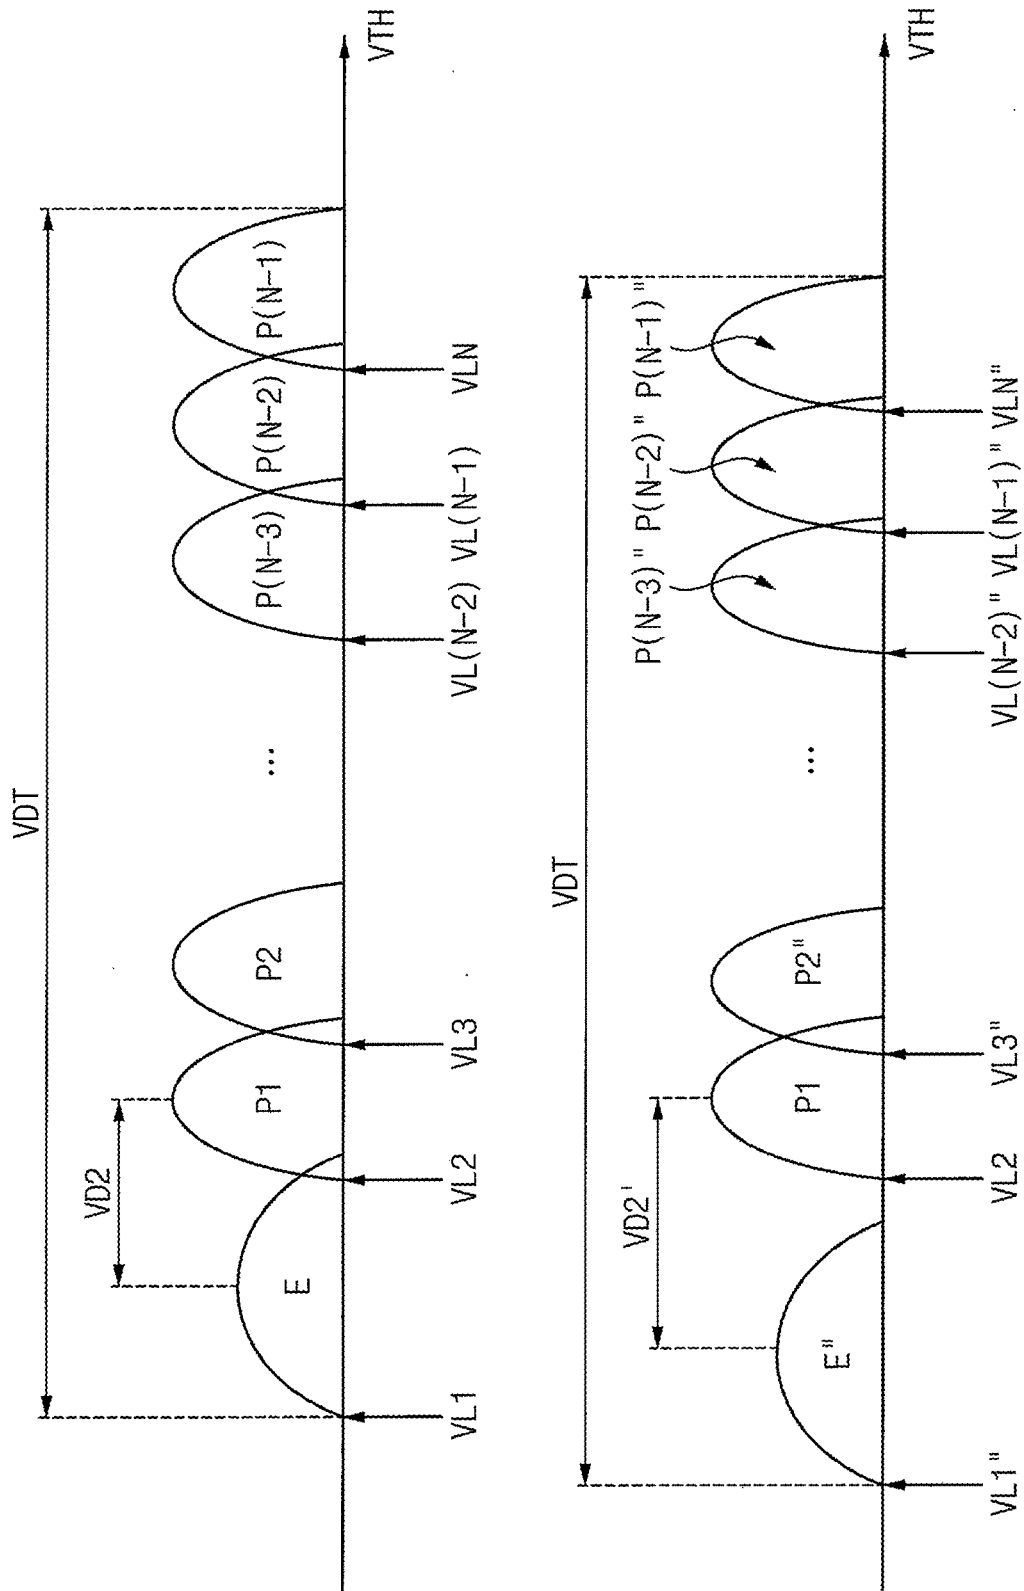 VDT
VD2
E
P1
P2
...
P(N-3)
P(N-2)
P(N-1)
VTH
VL1
VL2
VL3
VL(N-2)
VL(N-1)
VLN
VDT
VD2'
P(N-3)"
P(N-2)"
P(N-1)"
E"
P1
P2"
...
VTH
VL1"
VL2
VL3"
VL(N-2)"
VL(N-1)"
VLN"